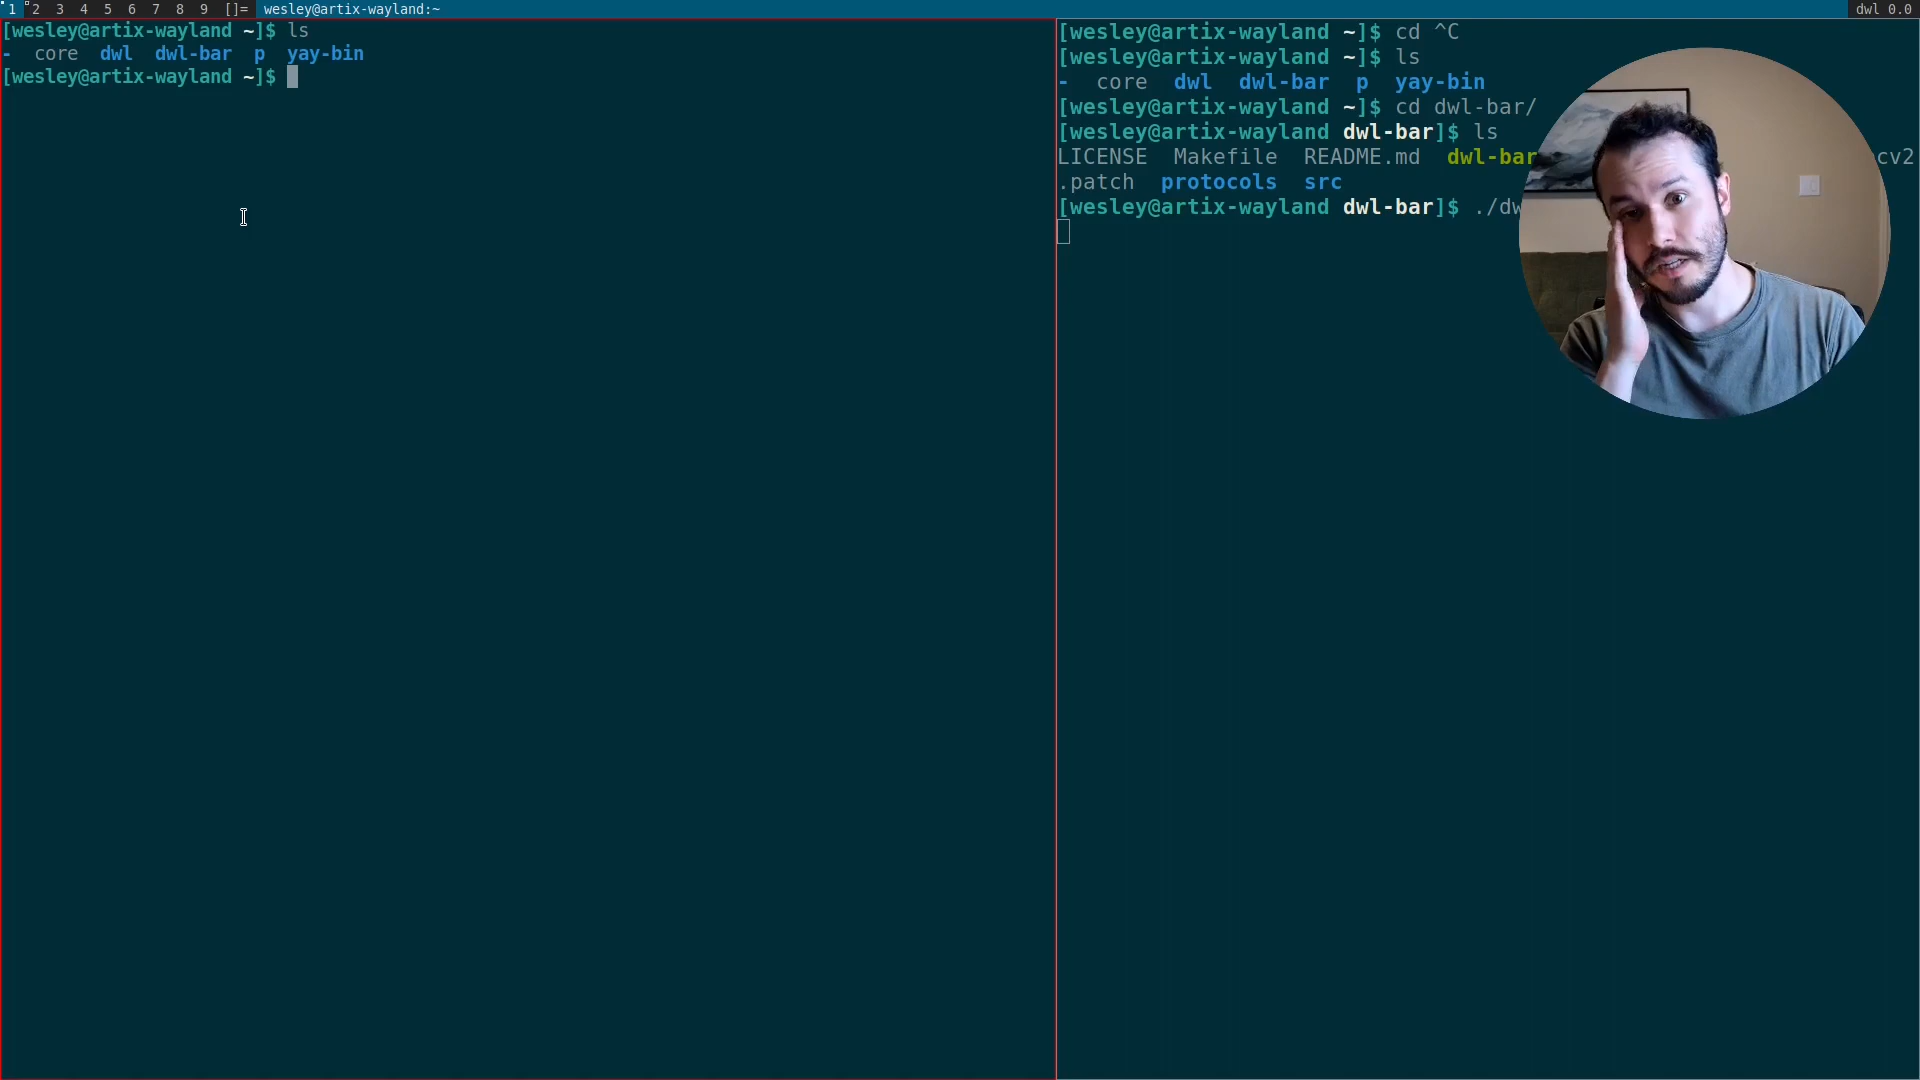 1 2 3 4 5 6 7 8 9 []= wesley@artix-wayland:~ dwl 0.0
[wesley@artix-wayland ~]$ ls
- core dwl dwl-bar p yay-bin
[wesley@artix-wayland ~]$
[wesley@artix-wayland ~]$ cd ^C
[wesley@artix-wayland ~]$ ls
- core dwl dwl-bar p yay-bin
[wesley@artix-wayland ~]$ cd dwl-bar/
[wesley@artix-wayland dwl-bar]$ ls
LICENSE Makefile README.md dwl-bar cv2
.patch protocols src
[wesley@artix-wayland dwl-bar]$ ./dw